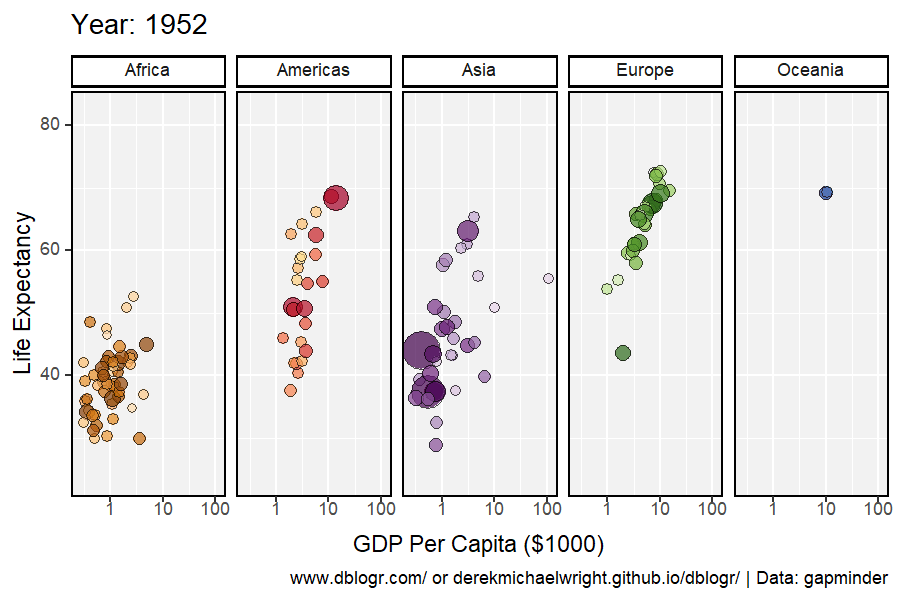 Year: 1952
Africa Americas Asia Europe Oceania
80
60
40
1 10 100 1 10 100 1 10 100 1 10 100 1 10 100
Life Expectancy
GDP Per Capita ($1000)
www.dblogr.com/ or derekmichaelwright.github.io/dblogr/ | Data: gapminder